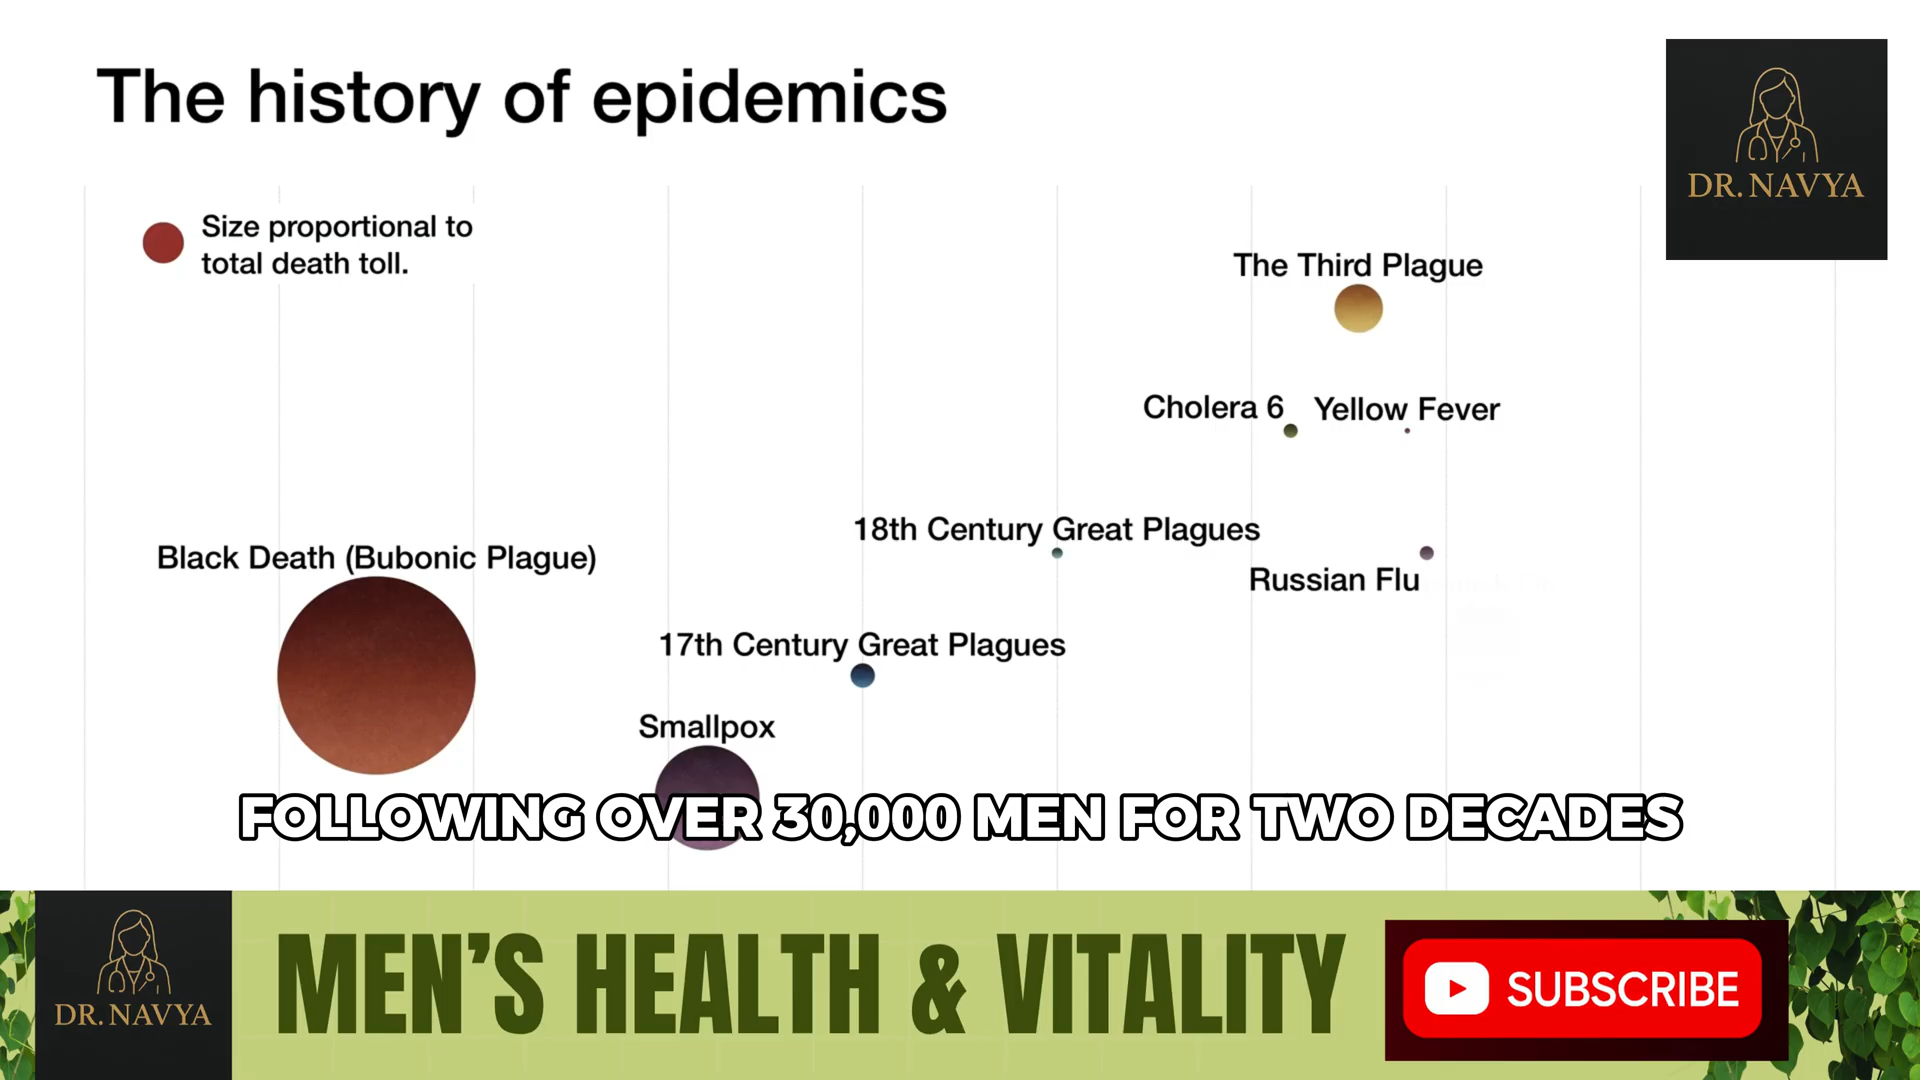 The history of epidemics
DR. NAVYA
Size proportional to
total death toll.
The Third Plague
Cholera 6
Yellow Fever
18th Century Great Plagues
Black Death (Bubonic Plague)
Russian Flu
17th Century Great Plagues
Smallpox
FOLLOWING OVER 30,000 MEN FOR TWO DECADES
DR. NAVYA
MEN'S HEALTH & VITALITY
SUBSCRIBE